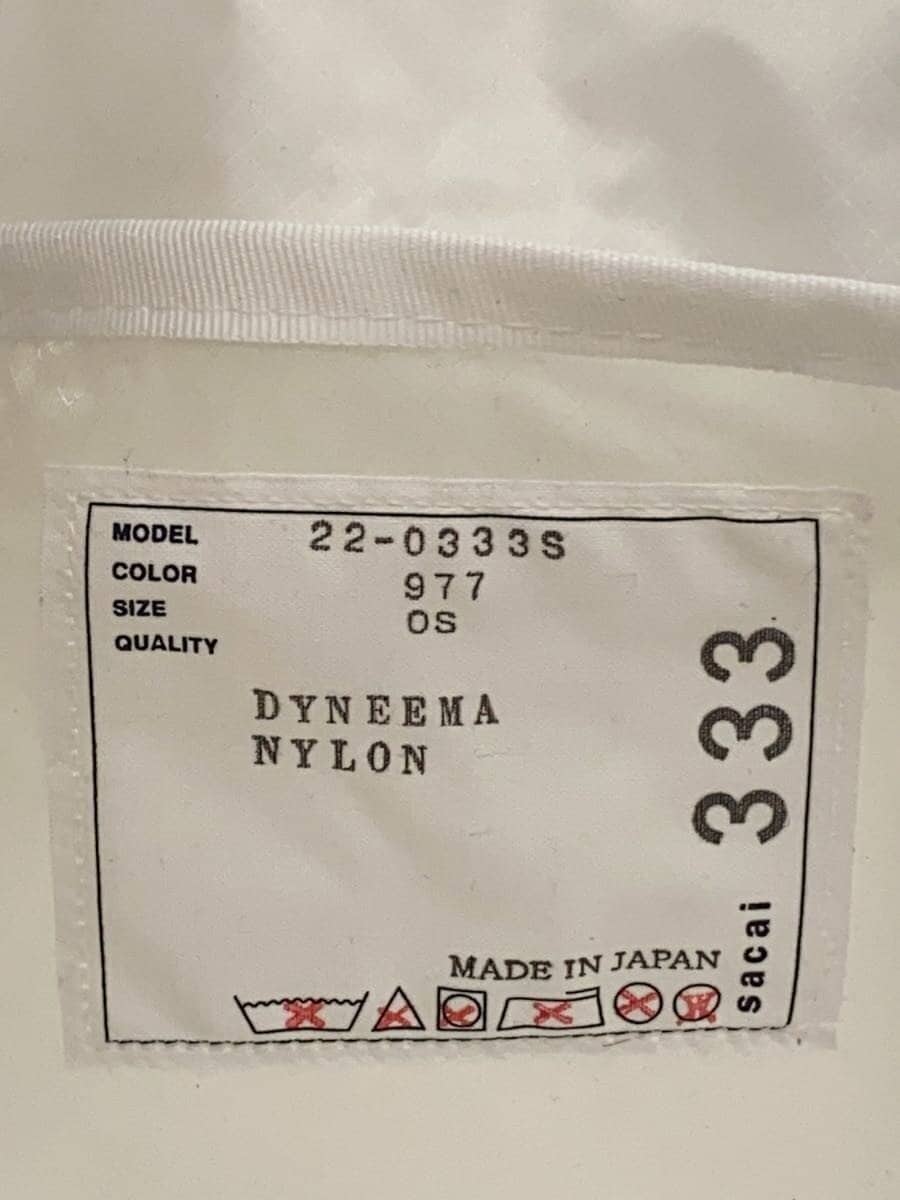 MODEL 22-0333S
COLOR 977
SIZE OS
QUALITY
DYNEEMA
NYLON
MADE IN JAPAN
sacai 333